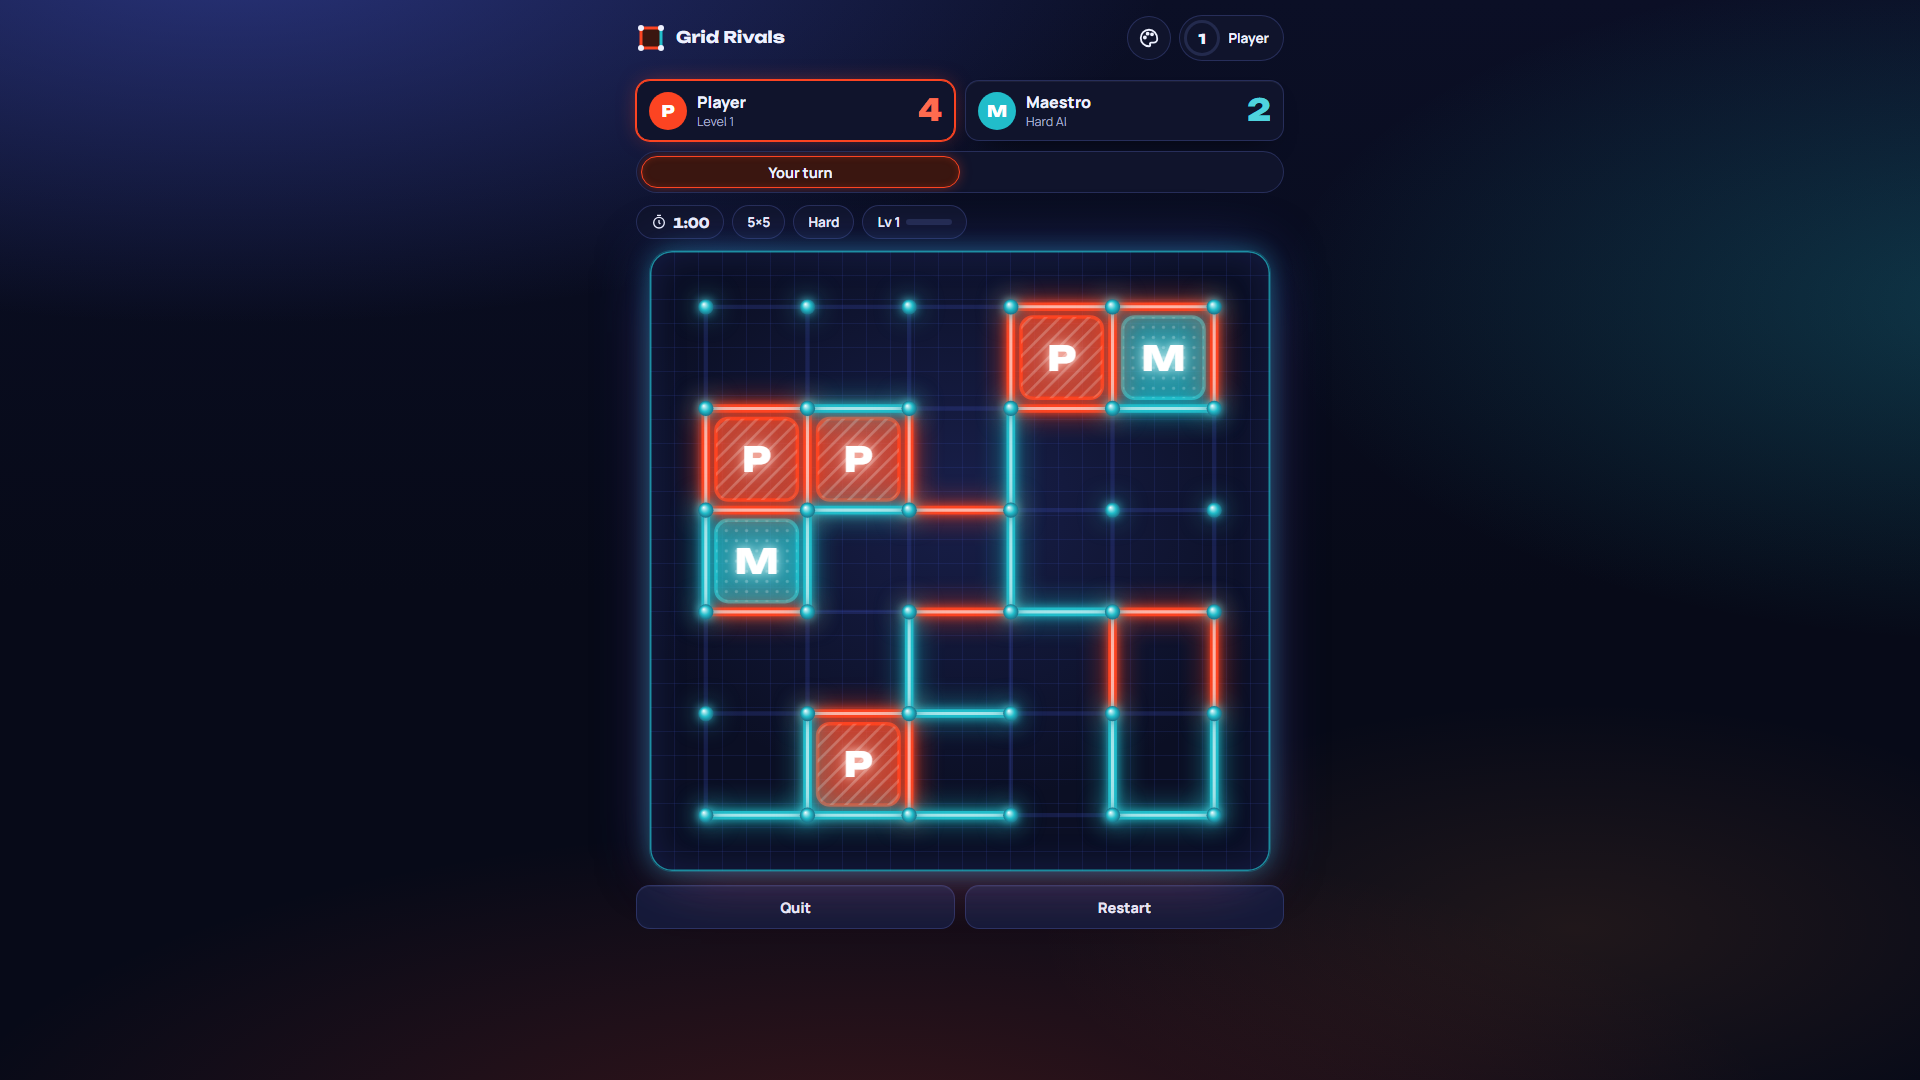 Grid Rivals
1 Player
P Player 4
Level 1
M Maestro 2
Hard AI
Your turn
1:00 5×5 Hard Lv 1
P M
P P
M
P
Quit Restart